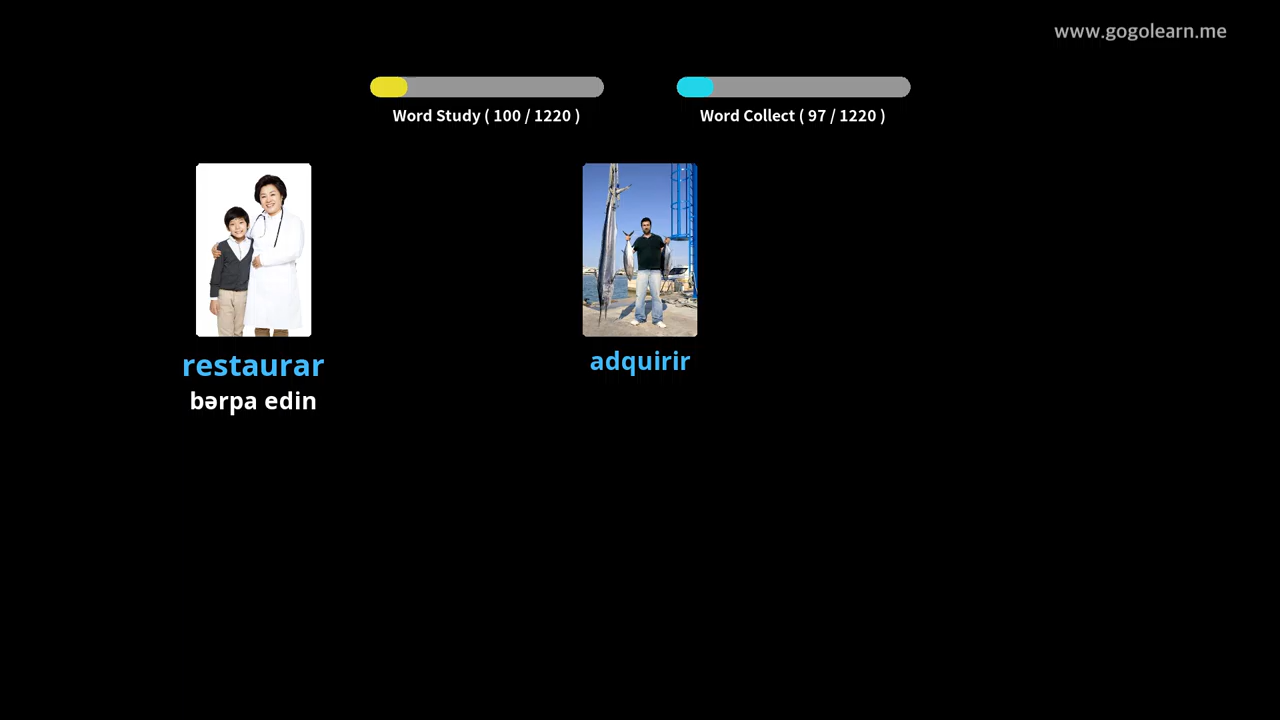 www.gogolearn.me
Word Study ( 100 / 1220 )
Word Collect ( 97 / 1220 )
restaurar
bərpa edin
adquirir